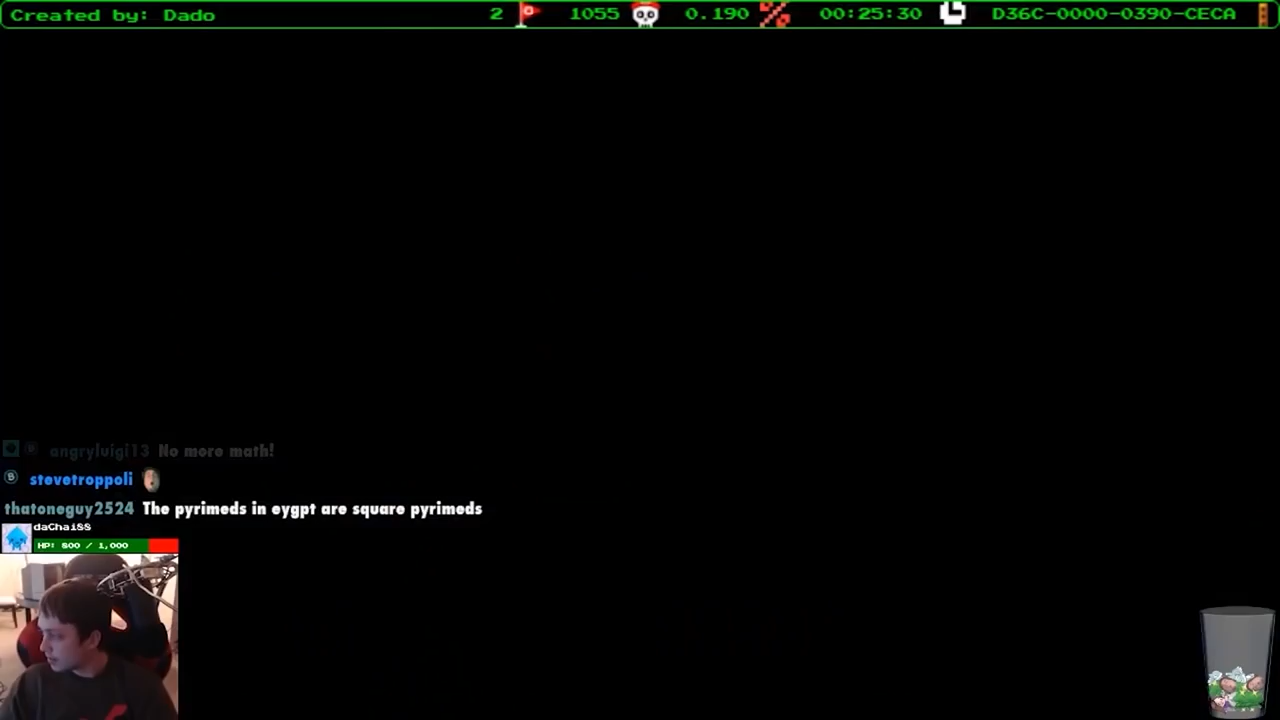 Created by: Dado 2 1055 0.190 00:25:30 D36C-0000-0390-CECA
angryluigi13 No more math!
stevetroppoli
thatoneguy2524 The pyrimeds in eygpt are square pyrimeds
daChai88
HP: 800 / 1,000